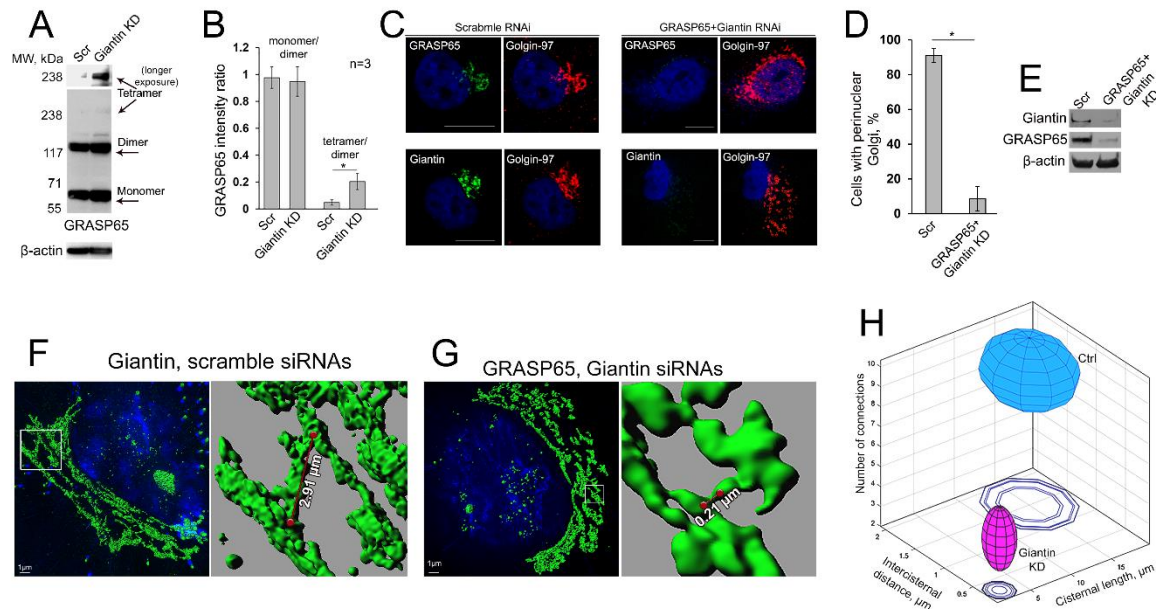 A
Scr
Giantin KD
MW, kDa
238
(longer
exposure)
Tetramer
238
Dimer
117
71
Monomer
55
GRASP65
β-actin
B
GRASP65 intensity ratio
1.2
1
0.8
0.6
0.4
0.2
0
monomer/
dimer
n=3
tetramer/
dimer
*
Scr
Giantin KD
Scr
Giantin KD
C
Scrabmle RNAi
GRASP65+Giantin RNAi
GRASP65
Golgin-97
GRASP65
Golgin-97
Giantin
Golgin-97
Giantin
Golgin-97
D
Cells with perinuclear
Golgi, %
100
80
60
40
20
0
*
Scr
GRASP65+
Giantin KD
E
Scr
GRASP65+
Giantin
KD
Giantin
GRASP65
β-actin
F
Giantin, scramble siRNAs
1µm
2.91 µm
G
GRASP65, Giantin siRNAs
1µm
0.21 µm
H
Number of connections
10
9
8
7
6
5
4
3
2
Ctrl
Giantin
KD
2
1.5
1
0.5
Intercisternal
distance, µm
5
10
15
Cisternal length, µm